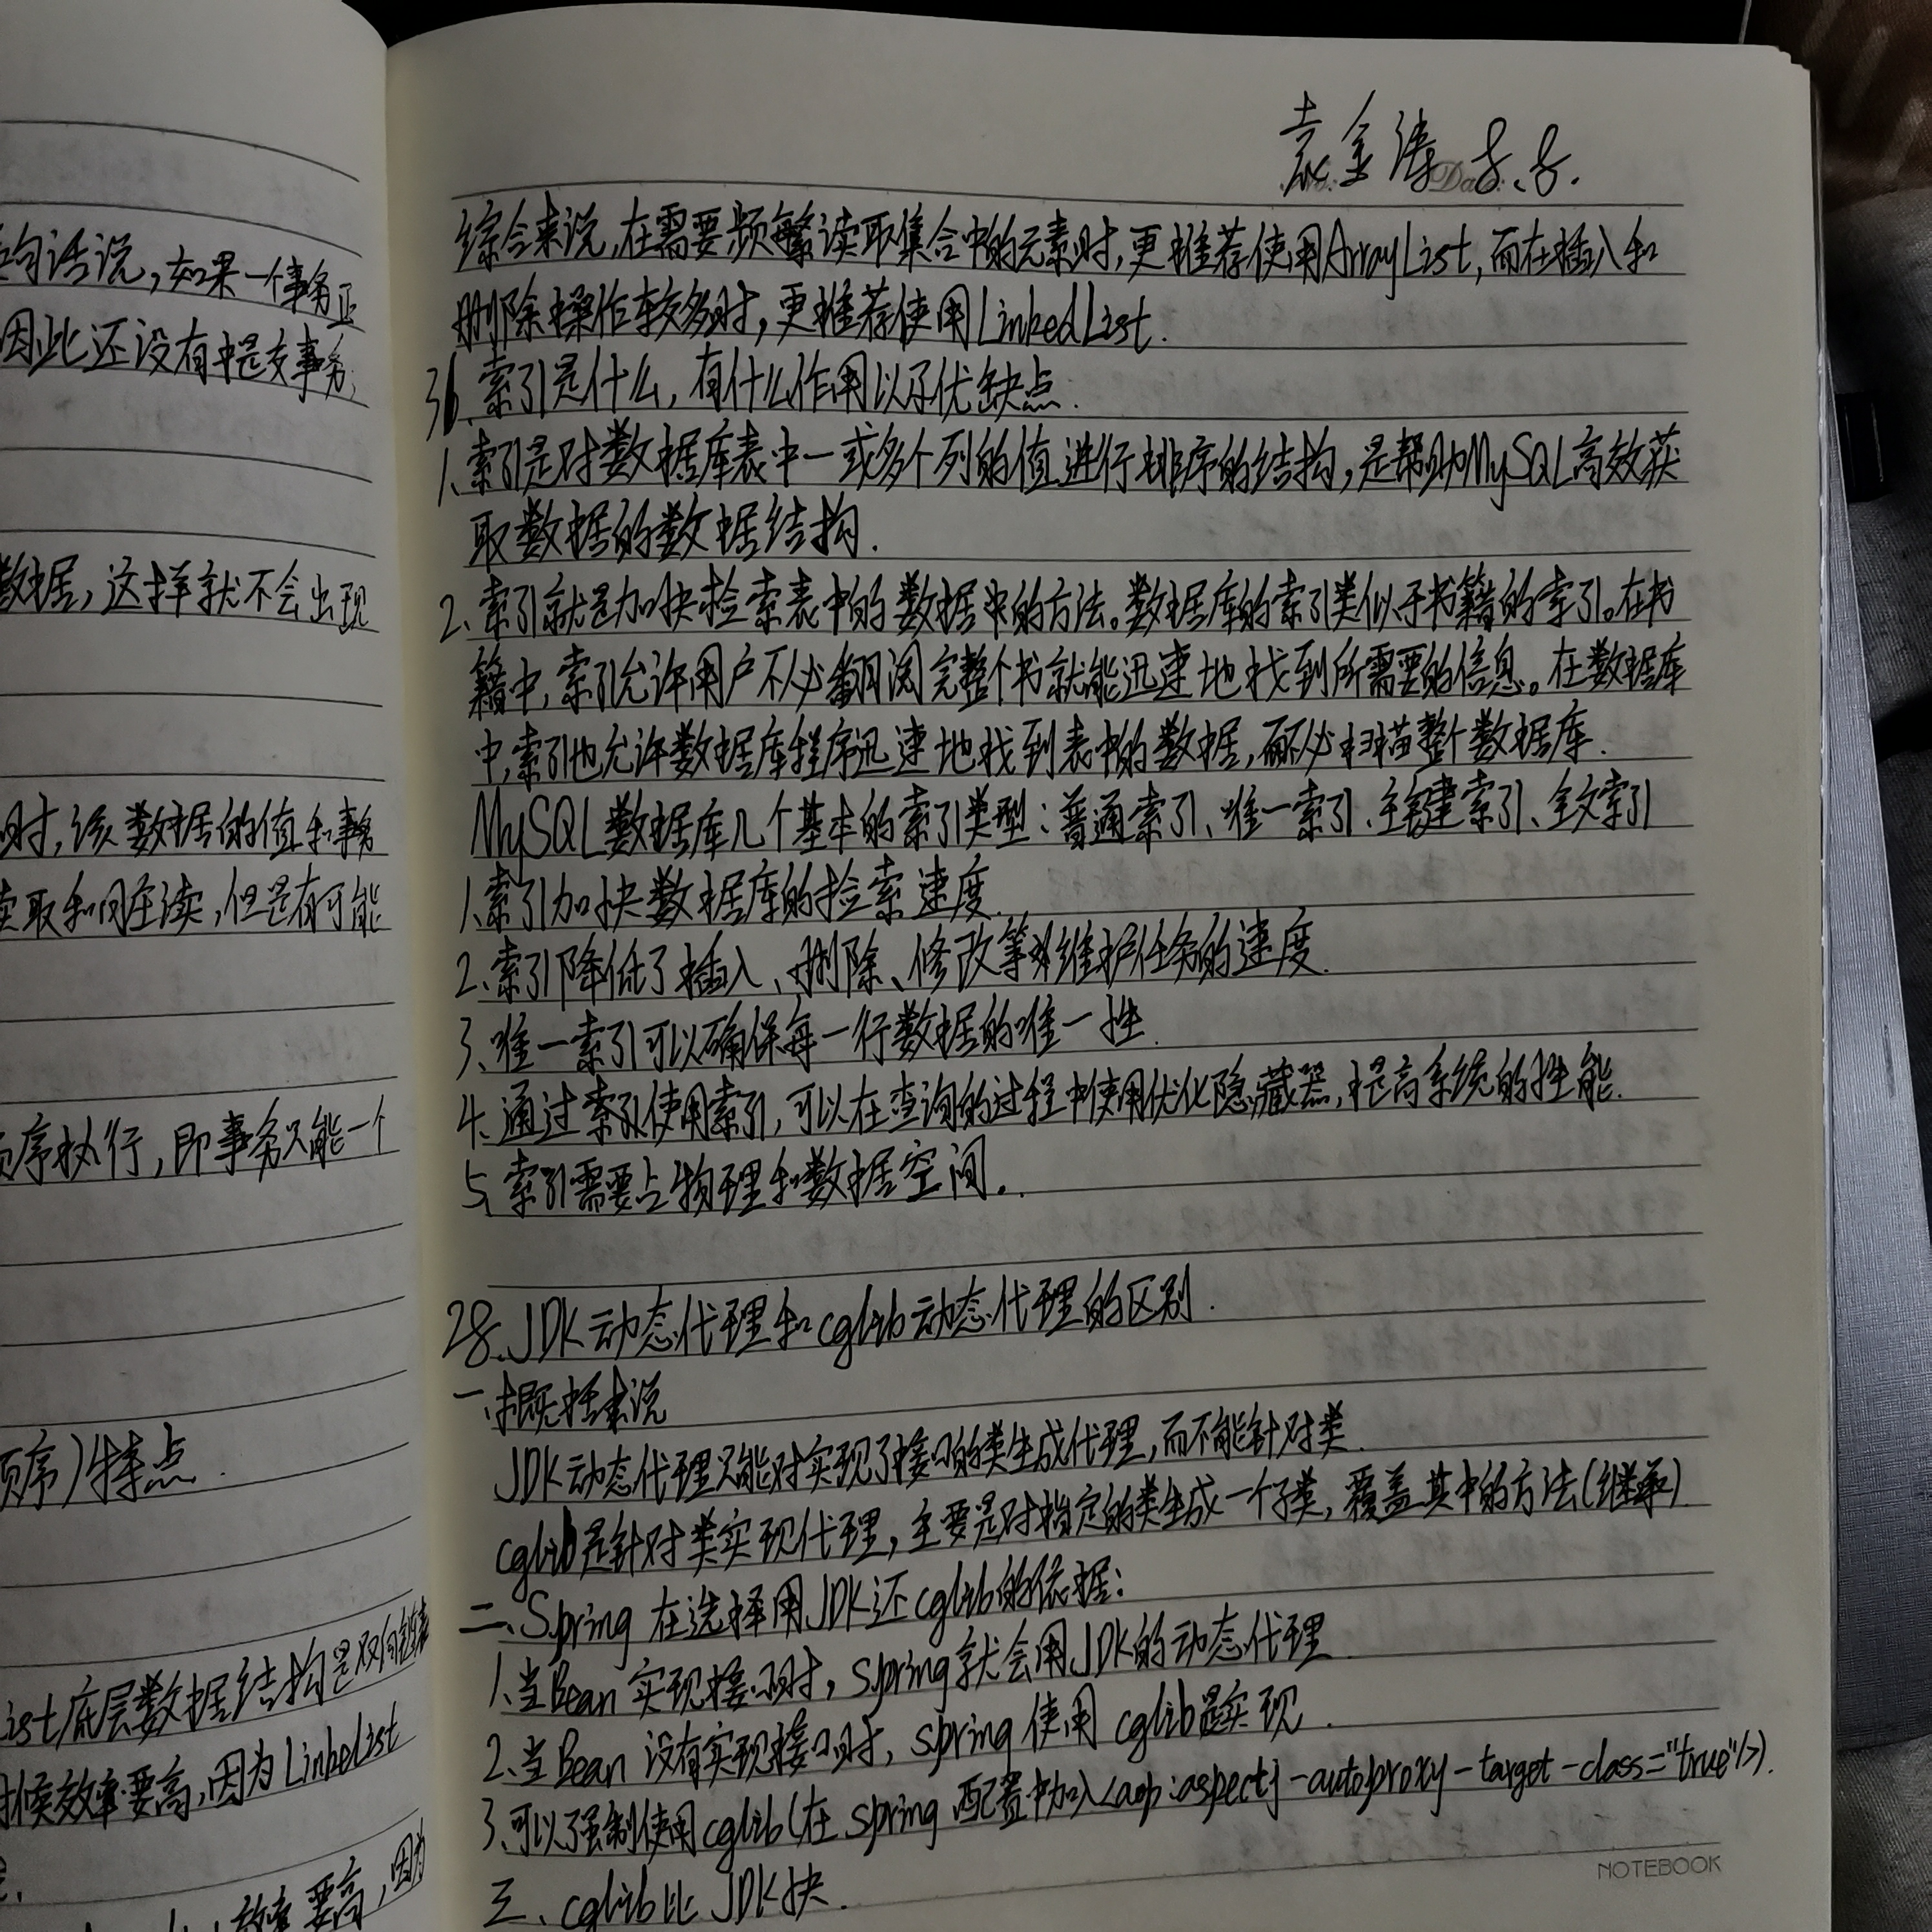 句话说,如果一个事务正
因此还没有提交事务,
数据,这样就不会出现
时,该数据的值和事务
读取和可重读,但是有可能
序执行,即事务只能一个
顺序)特点.
ist底层数据结构是双向链表
时候效率要高,因为LinkeList
效率要高,因为
袁金涛 8.8.
Da
综合来说,在需要频繁读取集合中的元素时,更推荐使用ArrayList,而在插入和
删除操作较多时,更推荐使用LinkedList.
36.索引是什么,有什么作用以及优缺点.
1.索引是对数据库表中一或多个列的值进行排序的结构,是帮助MySQL高效获
取数据的数据结构.
2.索引就是加快检索表中的数据的方法。数据库的索引类似于书籍的索引。在书
籍中,索引允许用户不必翻阅完整个书就能迅速地找到所需要的信息。在数据库
中,索引也允许数据库程序迅速地找到表中的数据,而不必扫描整个数据库.
MySQL数据库几个基本的索引类型:普通索引、唯一索引、主键索引、全文索引
1.索引加快数据库的检索速度.
2.索引降低了插入、删除、修改等维护任务的速度.
3.唯一索引可以确保每一行数据的唯一性.
4.通过索引使用索引,可以在查询的过程中使用优化隐藏器,提高系统的性能.
5.索引需要占物理和数据空间.
28.JDK动态代理和cglib动态代理的区别.
一、概括来说
JDK动态代理只能对实现了接口的类生成代理,而不能针对类.
cglib是针对类实现代理,主要是对指定的类生成一个子类,覆盖其中的方法(继承)
二、Spring 在选择用JDK还cglib的依据:
1.当Bean 实现接口时,Spring就会用JDK的动态代理
2.当Bean 没有实现接口时,spring 使用 cglib是实现.
3.可以强制使用cglib(在 spring 配置中加入<aop:aspectj-autoproxy-target-class="true"/>).
三、cglib比 JDK快.
NOTEBOOK